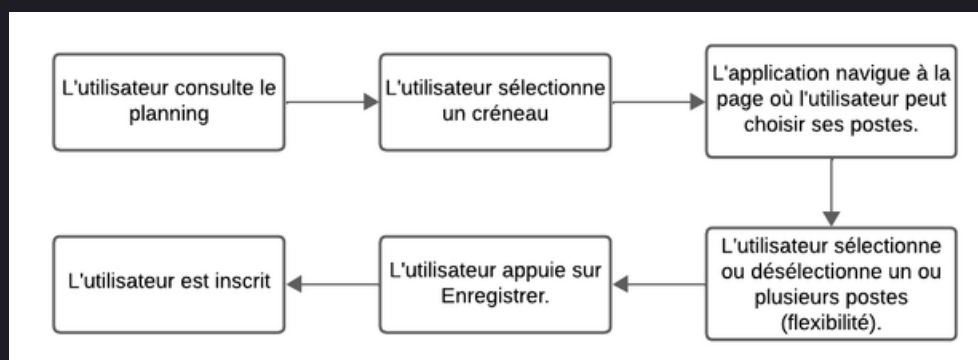 L'utilisateur consulte le
planning
L'utilisateur sélectionne
un créneau
L'application navigue à la
page où l'utilisateur peut
choisir ses postes.
L'utilisateur sélectionne
ou désélectionne un ou
plusieurs postes
(flexibilité).
L'utilisateur appuie sur
Enregistrer.
L'utilisateur est inscrit